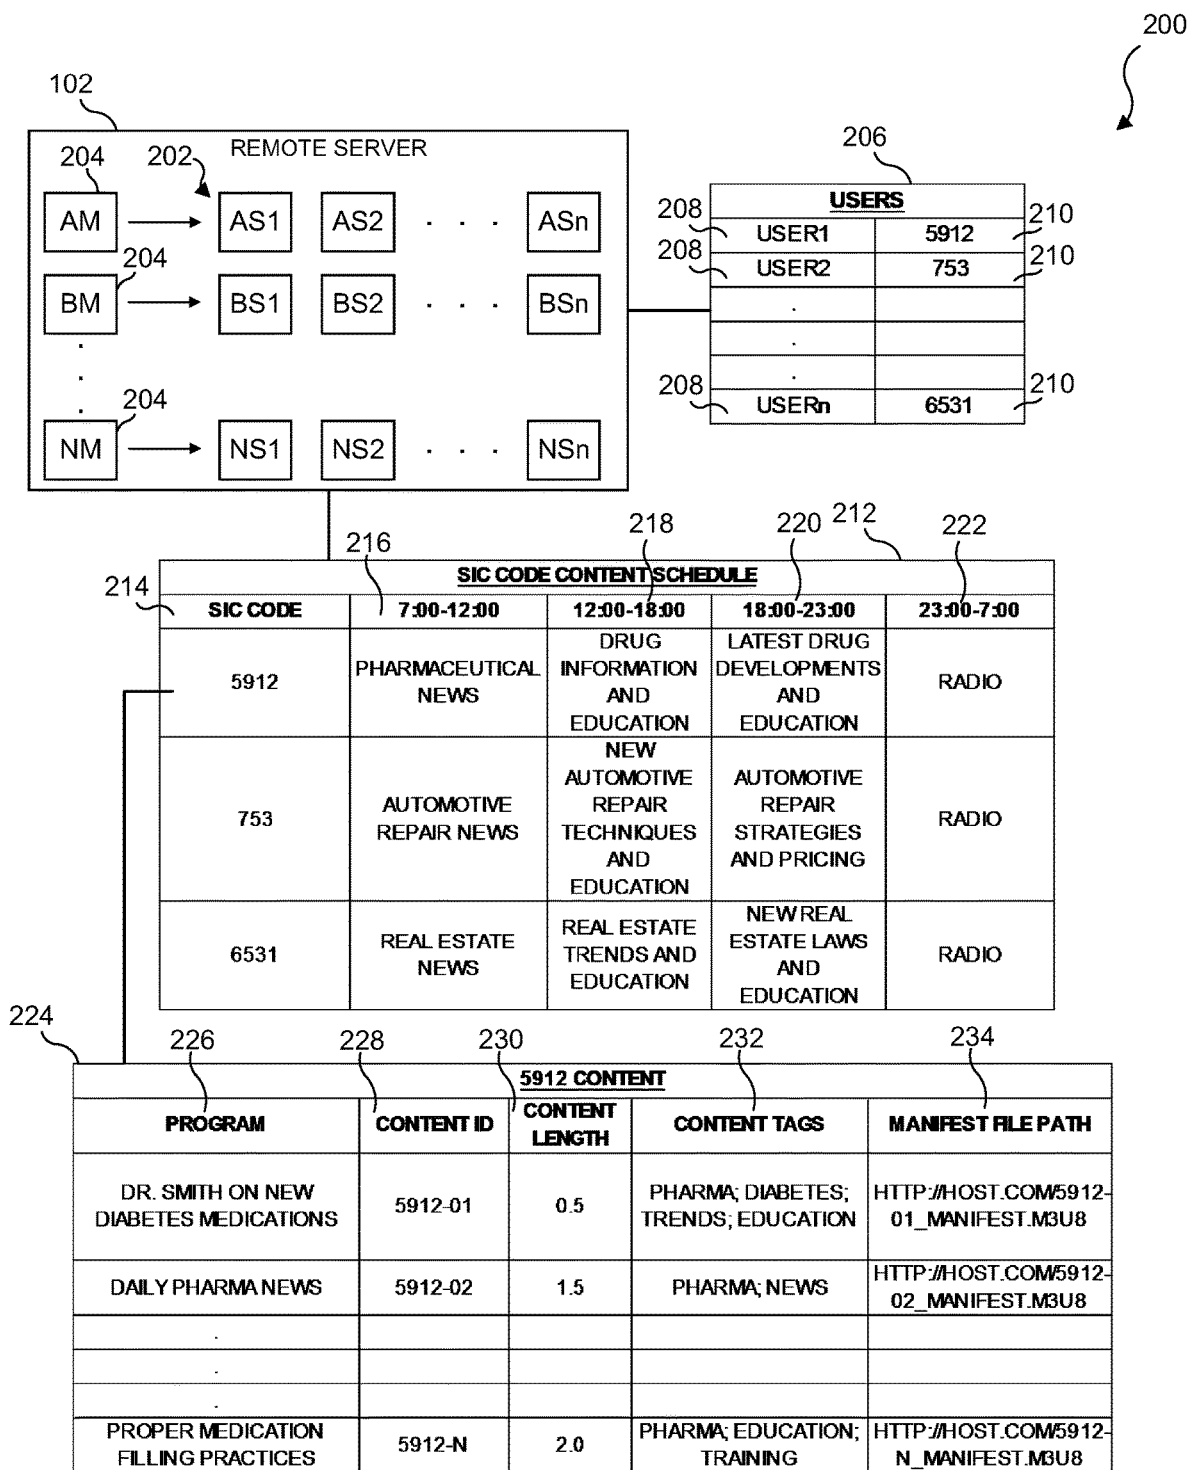 200
102
REMOTE SERVER
204
202
AM
AS1
AS2
. . .
ASn
204
BM
BS1
BS2
. . .
BSn
.
.
.
204
NM
NS1
NS2
. . .
NSn
206
USERS
208
USER1
5912
210
208
USER2
753
210
.
.
.
208
USERn
6531
210
212
SIC CODE CONTENT SCHEDULE
214
216
218
220
222
SIC CODE
7:00-12:00
12:00-18:00
18:00-23:00
23:00-7:00
5912
PHARMACEUTICAL
NEWS
DRUG
INFORMATION
AND
EDUCATION
LATEST DRUG
DEVELOPMENTS
AND
EDUCATION
RADIO
753
AUTOMOTIVE
REPAIR NEWS
NEW
AUTOMOTIVE
REPAIR
TECHNIQUES
AND
EDUCATION
AUTOMOTIVE
REPAIR
STRATEGIES
AND PRICING
RADIO
6531
REAL ESTATE
NEWS
REAL ESTATE
TRENDS AND
EDUCATION
NEW REAL
ESTATE LAWS
AND
EDUCATION
RADIO
224
226
228
230
232
234
5912 CONTENT
PROGRAM
CONTENT ID
CONTENT
LENGTH
CONTENT TAGS
MANIFEST FILE PATH
DR. SMITH ON NEW
DIABETES MEDICATIONS
5912-01
0.5
PHARMA; DIABETES;
TRENDS; EDUCATION
HTTP://HOST.COM/5912-
01_MANIFEST.M3U8
DAILY PHARMA NEWS
5912-02
1.5
PHARMA; NEWS
HTTP://HOST.COM/5912-
02_MANIFEST.M3U8
.
.
.
PROPER MEDICATION
FILLING PRACTICES
5912-N
2.0
PHARMA; EDUCATION;
TRAINING
HTTP://HOST.COM/5912-
N_MANIFEST.M3U8